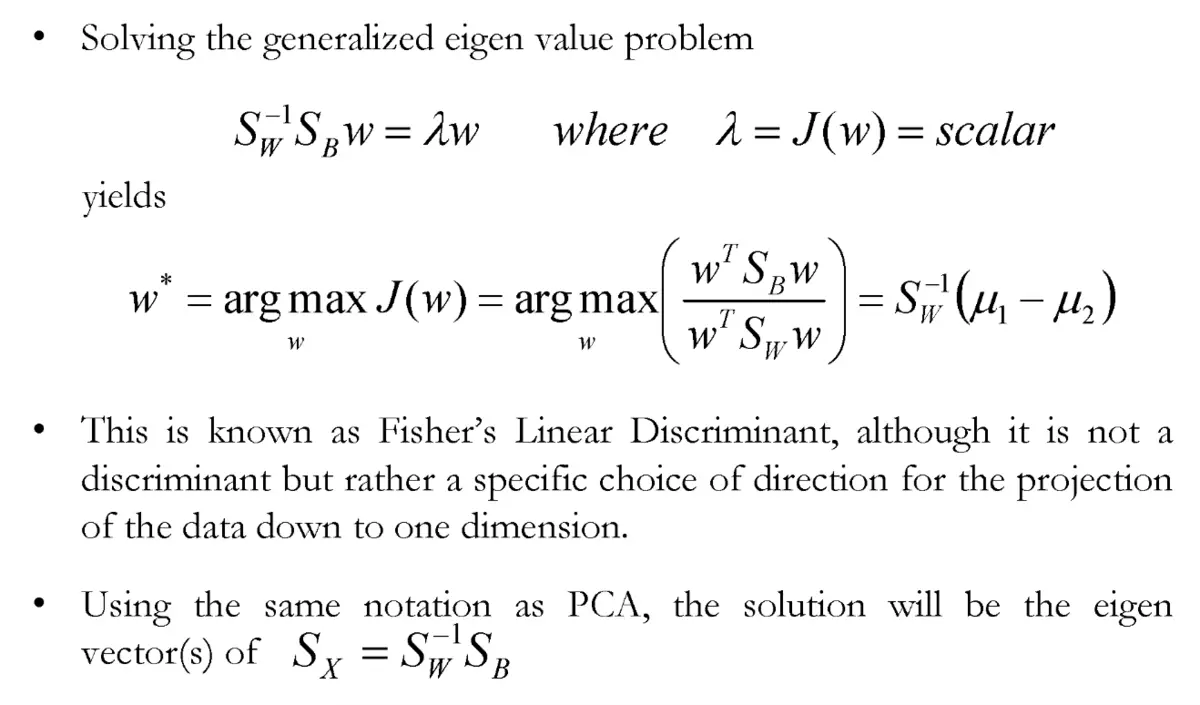 • Solving the generalized eigen value problem
S_W^{-1} S_B w = λw where λ = J(w) = scalar
yields
w^* = arg max_w J(w) = arg max_w ( \frac{w^T S_B w}{w^T S_W w} ) = S_W^{-1} (μ_1 − μ_2)
• This is known as Fisher's Linear Discriminant, although it is not a
discriminant but rather a specific choice of direction for the projection
of the data down to one dimension.
• Using the same notation as PCA, the solution will be the eigen
vector(s) of S_X = S_W^{-1} S_B